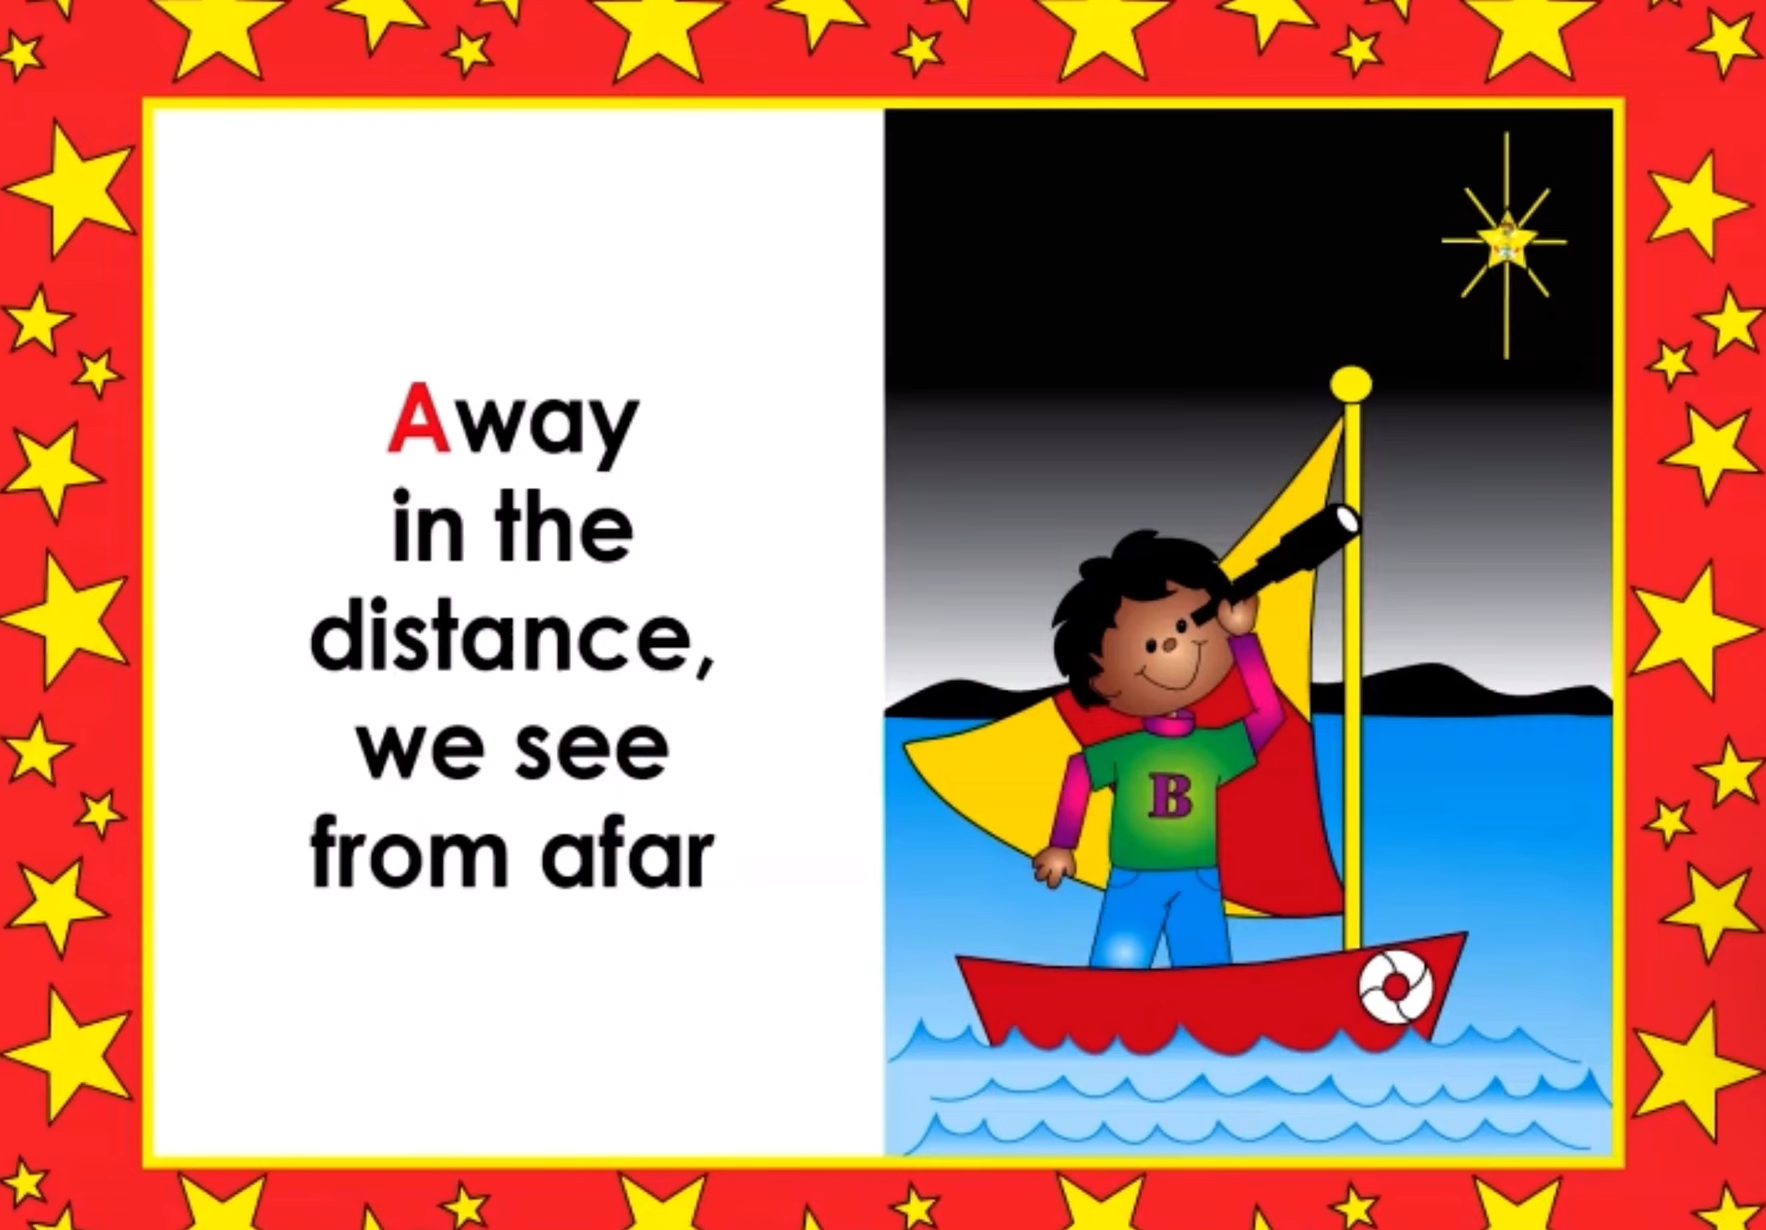 Away
in the
distance,
we see
from afar
B